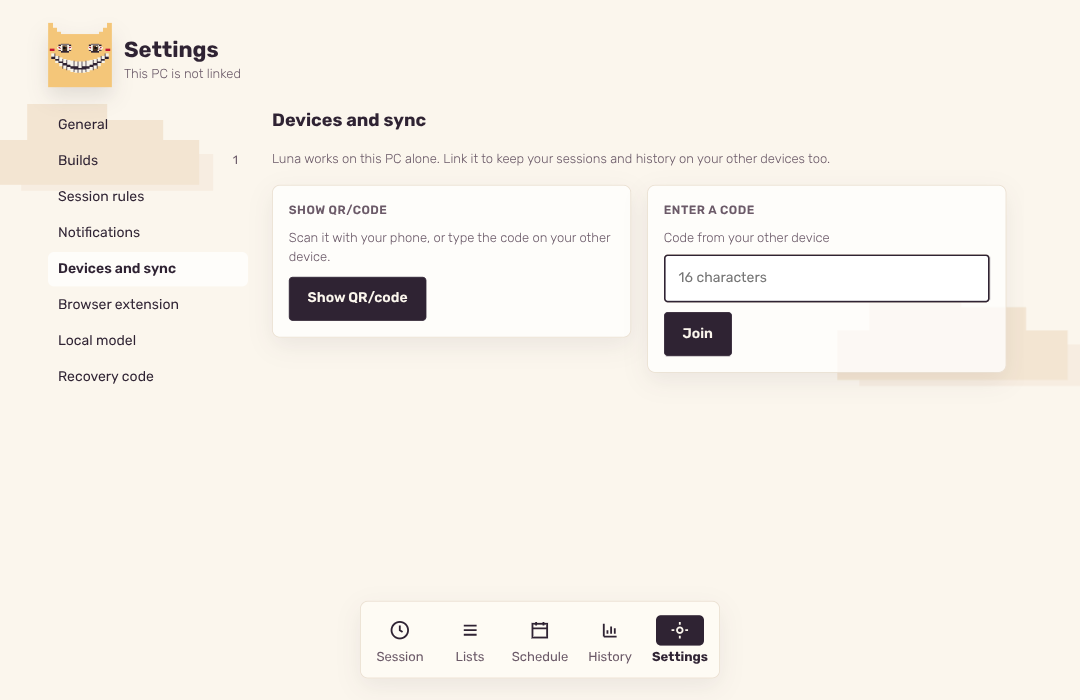 Settings
This PC is not linked
General
Builds 1
Session rules
Notifications
Devices and sync
Browser extension
Local model
Recovery code
Devices and sync
Luna works on this PC alone. Link it to keep your sessions and history on your other devices too.
SHOW QR/CODE
Scan it with your phone, or type the code on your other
device.
Show QR/code
ENTER A CODE
Code from your other device
16 characters
Join
Session
Lists
Schedule
History
Settings